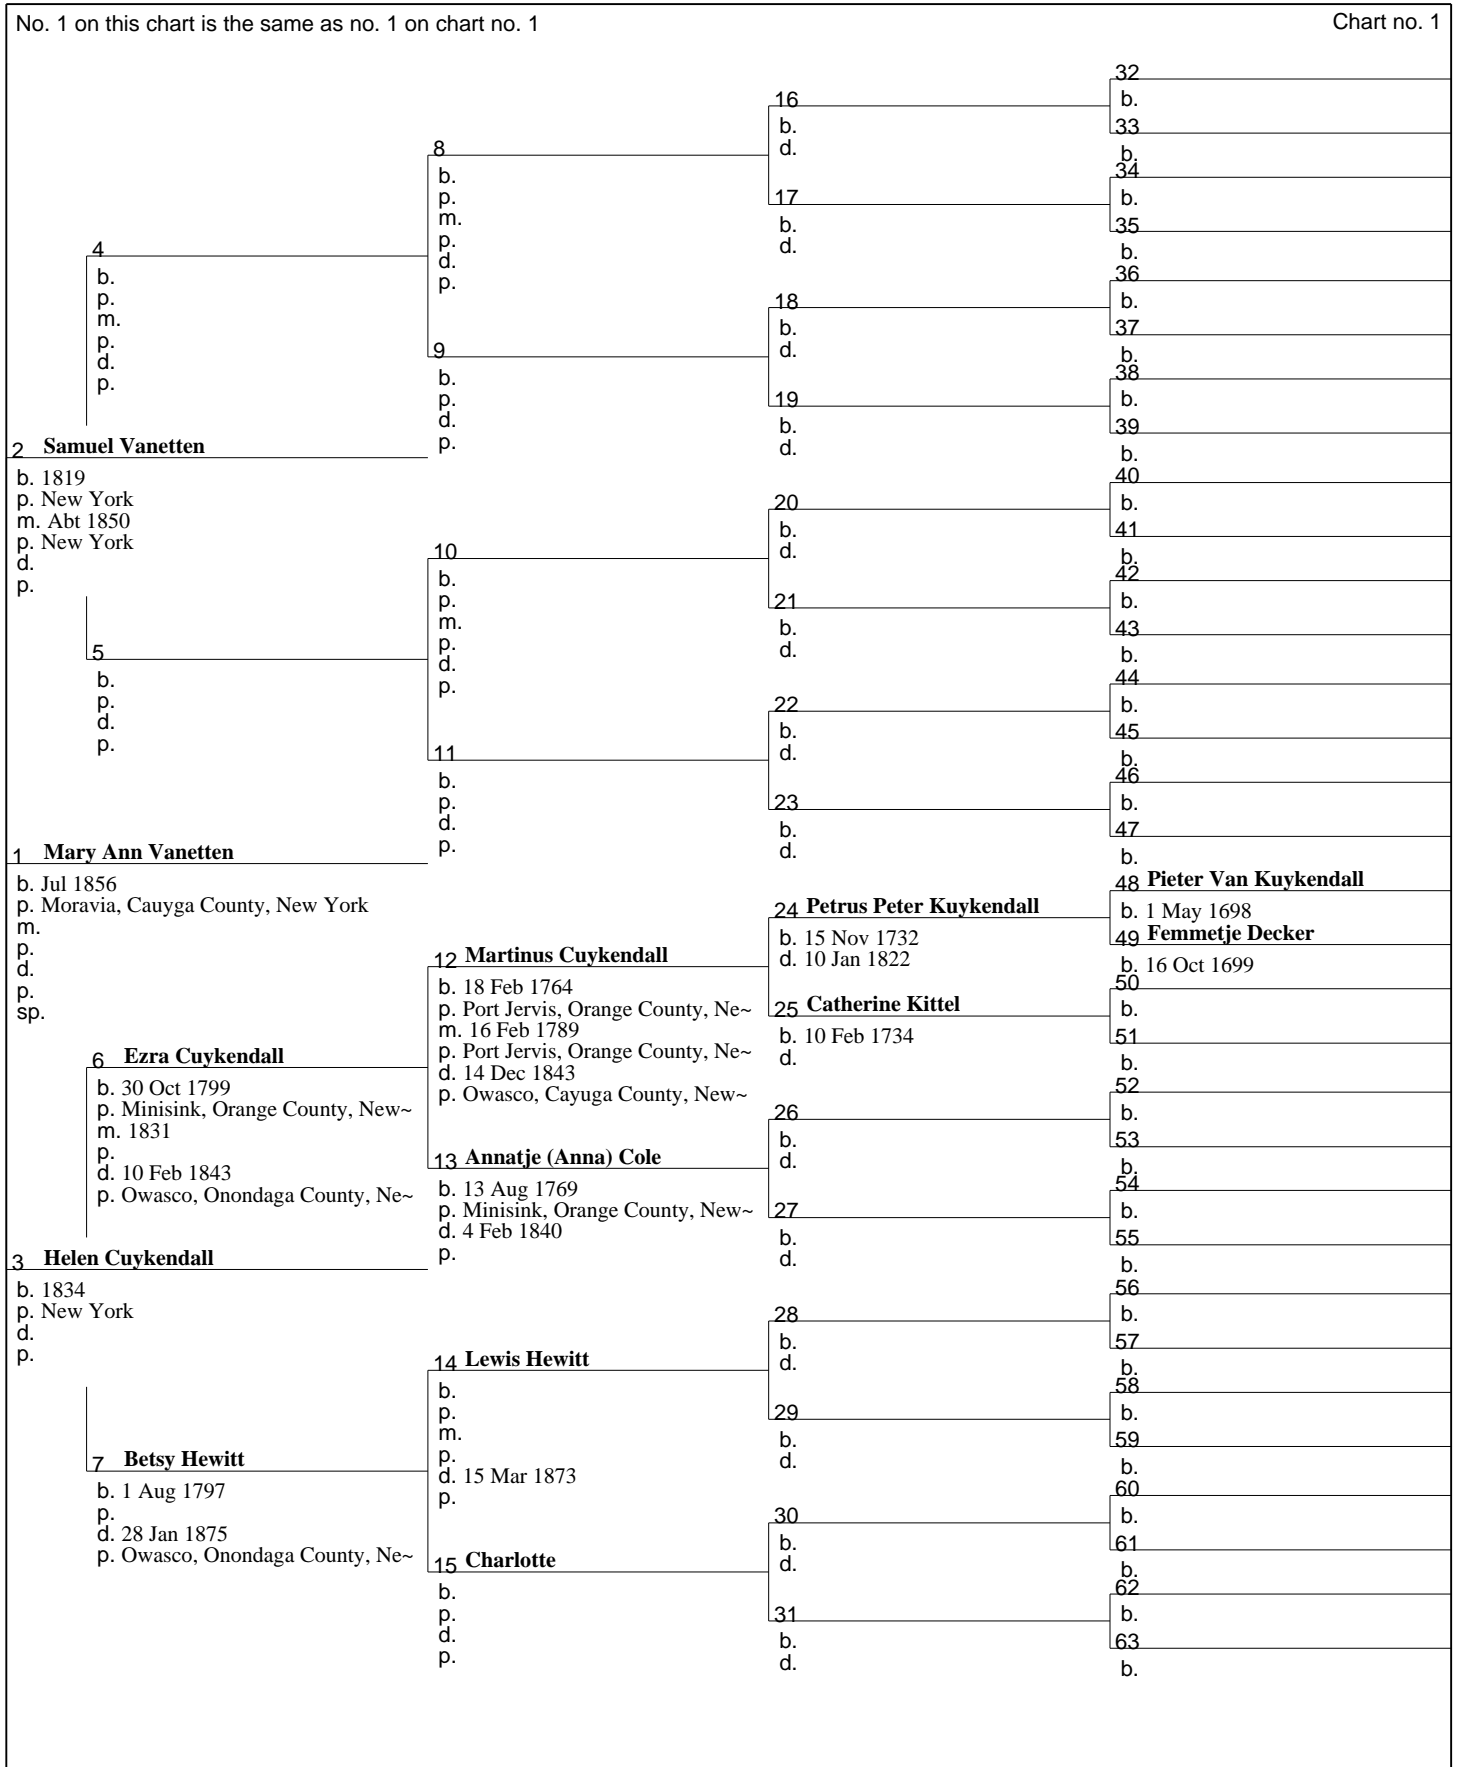 No. 1 on this chart is the same as no. 1 on chart no. 1
Chart no. 1
4
b.
p.
m.
p.
d.
p.
2 Samuel Vanetten
b. 1819
p. New York
m. Abt 1850
p. New York
d.
p.
5
b.
p.
d.
p.
1 Mary Ann Vanetten
b. Jul 1856
p. Moravia, Cauyga County, New York
m.
p.
d.
p.
sp.
6 Ezra Cuykendall
b. 30 Oct 1799
p. Minisink, Orange County, New~
m. 1831
p.
d. 10 Feb 1843
p. Owasco, Onondaga County, Ne~
3 Helen Cuykendall
b. 1834
p. New York
d.
p.
7 Betsy Hewitt
b. 1 Aug 1797
p.
d. 28 Jan 1875
p. Owasco, Onondaga County, Ne~
8
b.
p.
m.
p.
d.
p.
9
b.
p.
d.
p.
10
b.
p.
m.
p.
d.
p.
11
b.
p.
d.
p.
12 Martinus Cuykendall
b. 18 Feb 1764
p. Port Jervis, Orange County, Ne~
m. 16 Feb 1789
p. Port Jervis, Orange County, Ne~
d. 14 Dec 1843
p. Owasco, Cayuga County, New~
13 Annatje (Anna) Cole
b. 13 Aug 1769
p. Minisink, Orange County, New~
d. 4 Feb 1840
p.
14 Lewis Hewitt
b.
p.
m.
p.
d. 15 Mar 1873
p.
15 Charlotte
b.
p.
d.
p.
16
b.
d.
17
b.
d.
18
b.
d.
19
b.
d.
20
b.
d.
21
b.
d.
22
b.
d.
23
b.
d.
24 Petrus Peter Kuykendall
b. 15 Nov 1732
d. 10 Jan 1822
25 Catherine Kittel
b. 10 Feb 1734
d.
26
b.
d.
27
b.
d.
28
b.
d.
29
b.
d.
30
b.
d.
31
b.
d.
32
b.
33
b.
34
b.
35
b.
36
b.
37
b.
38
b.
39
b.
40
b.
41
b.
42
b.
43
b.
44
b.
45
b.
46
b.
47
b.
48 Pieter Van Kuykendall
b. 1 May 1698
49 Femmetje Decker
b. 16 Oct 1699
50
b.
51
b.
52
b.
53
b.
54
b.
55
b.
56
b.
57
b.
58
b.
59
b.
60
b.
61
b.
62
b.
63
b.